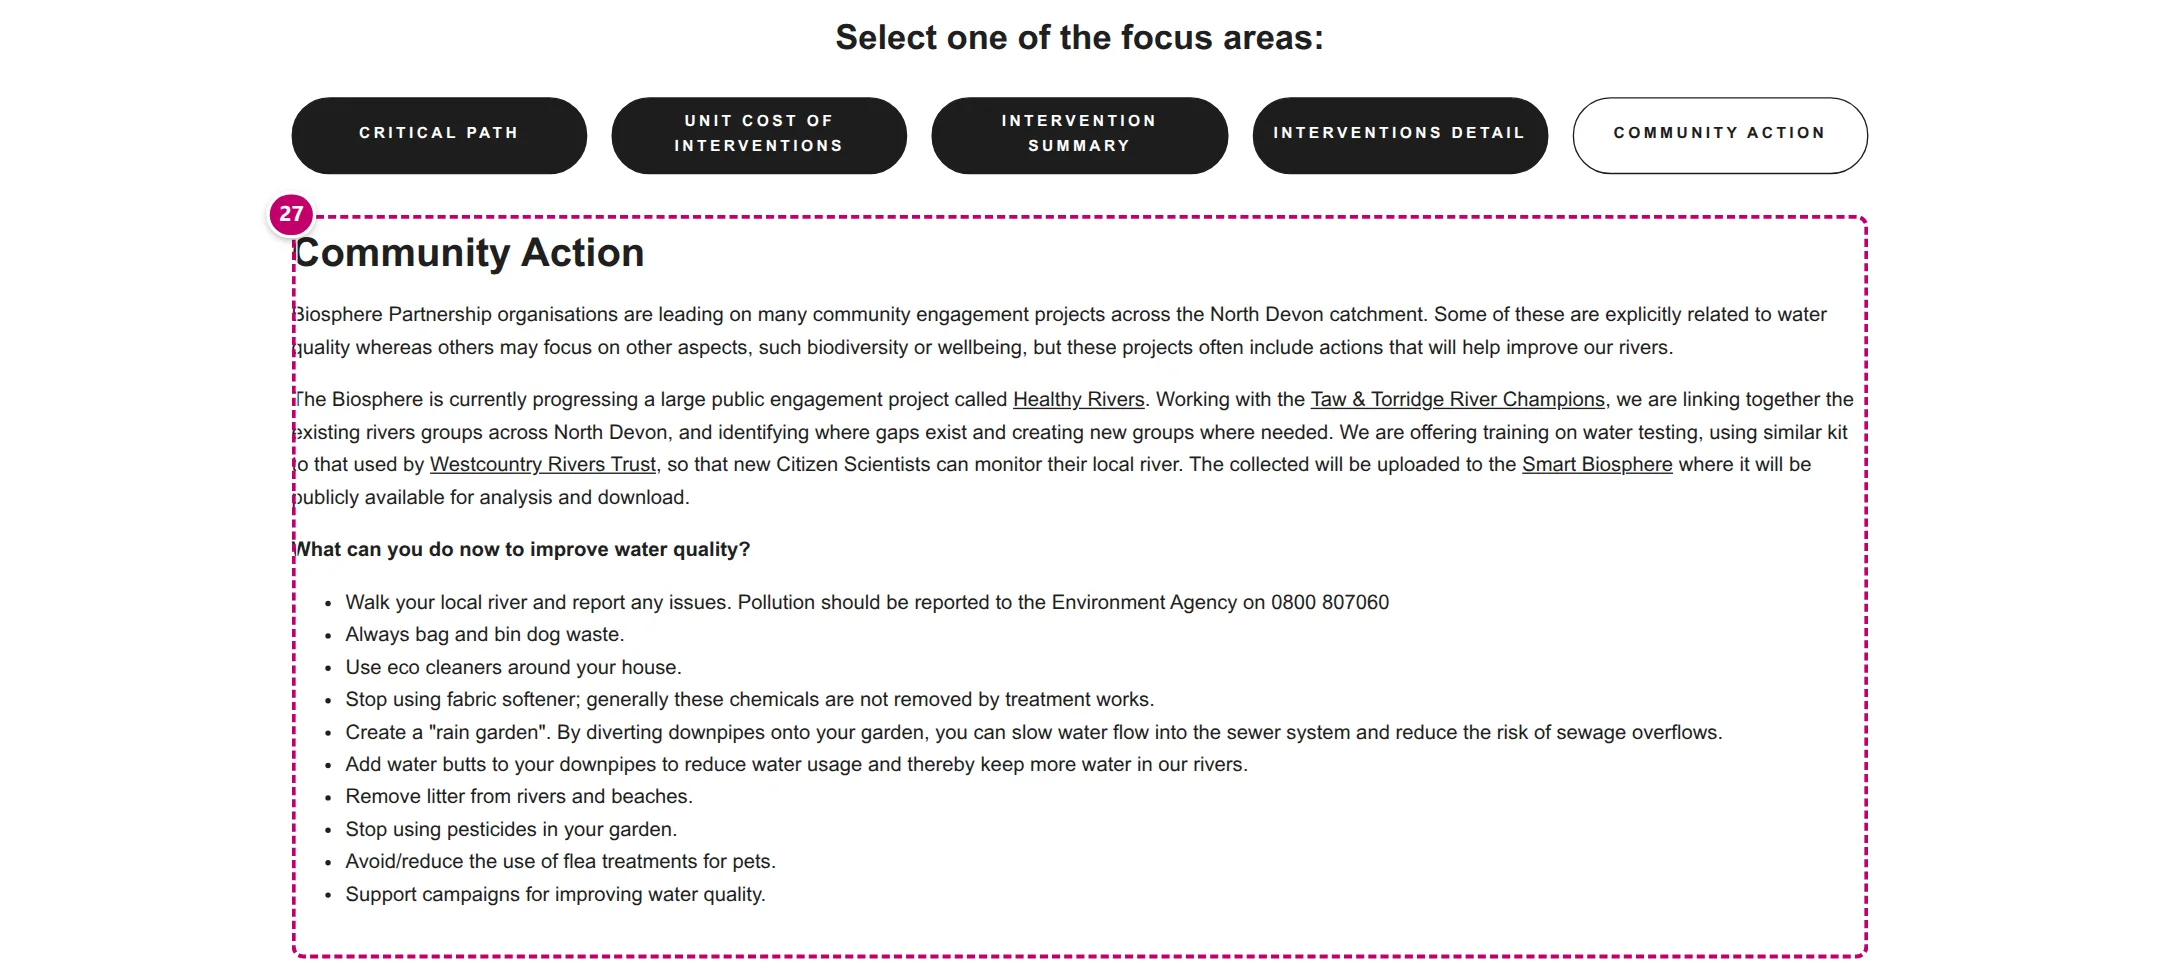 Select one of the focus areas:
CRITICAL PATH
UNIT COST OF
INTERVENTIONS
INTERVENTION
SUMMARY
INTERVENTIONS DETAIL
COMMUNITY ACTION
27
Community Action
Biosphere Partnership organisations are leading on many community engagement projects across the North Devon catchment. Some of these are explicitly related to water
quality whereas others may focus on other aspects, such biodiversity or wellbeing, but these projects often include actions that will help improve our rivers.
The Biosphere is currently progressing a large public engagement project called Healthy Rivers. Working with the Taw & Torridge River Champions, we are linking together the
existing rivers groups across North Devon, and identifying where gaps exist and creating new groups where needed. We are offering training on water testing, using similar kit
to that used by Westcountry Rivers Trust, so that new Citizen Scientists can monitor their local river. The collected will be uploaded to the Smart Biosphere where it will be
publicly available for analysis and download.
What can you do now to improve water quality?
• Walk your local river and report any issues. Pollution should be reported to the Environment Agency on 0800 807060
• Always bag and bin dog waste.
• Use eco cleaners around your house.
• Stop using fabric softener; generally these chemicals are not removed by treatment works.
• Create a "rain garden". By diverting downpipes onto your garden, you can slow water flow into the sewer system and reduce the risk of sewage overflows.
• Add water butts to your downpipes to reduce water usage and thereby keep more water in our rivers.
• Remove litter from rivers and beaches.
• Stop using pesticides in your garden.
• Avoid/reduce the use of flea treatments for pets.
• Support campaigns for improving water quality.